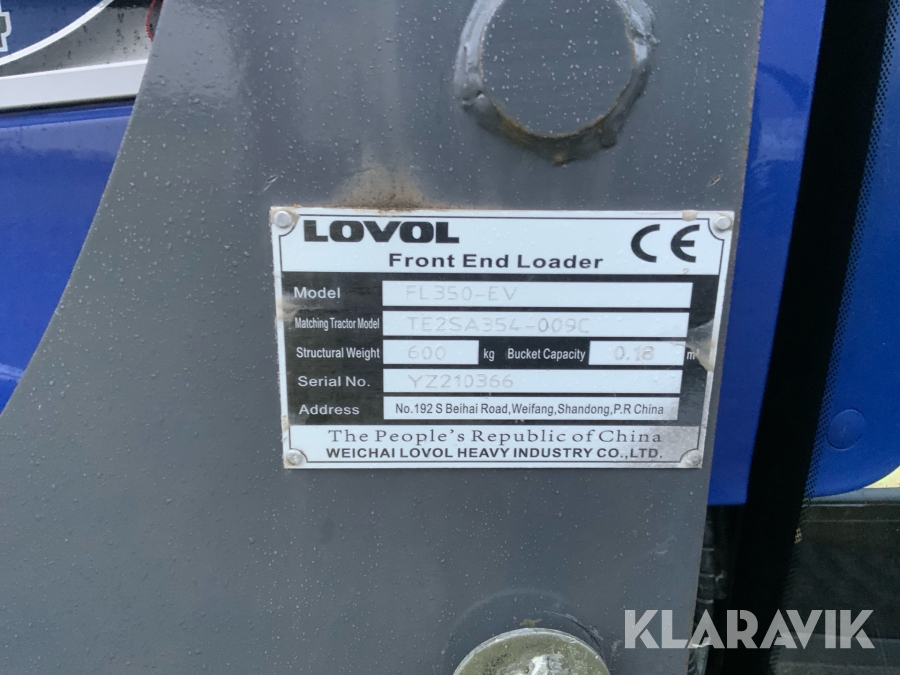 LOVOL
CE
Front End Loader
Model FL350-EV
Matching Tractor Model TE2SA354-009C
Structural Weight 600 kg Bucket Capacity 0.18 m
Serial No. YZ210366
Address No.192 S Beihai Road,Weifang,Shandong,P.R China
The People's Republic of China
WEICHAI LOVOL HEAVY INDUSTRY CO.,LTD.
KLARAVIK